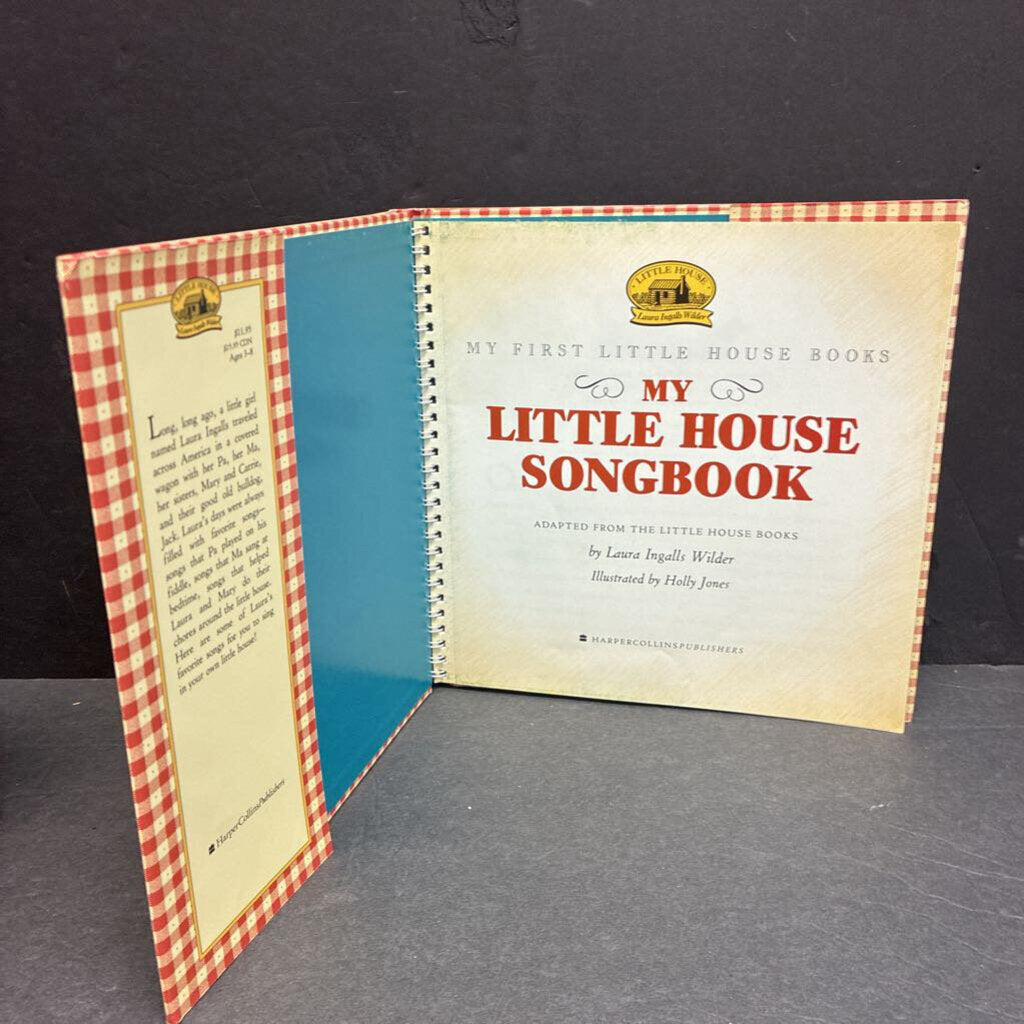 LITTLE HOUSE
Laura Ingalls Wilder
$11.95
$15.95 CDN
Ages 3-8
Long, long ago, a little girl
named Laura Ingalls traveled
across America in a covered
wagon with her Pa, her Ma,
her sisters, Mary and Carrie,
and their good old bulldog,
Jack. Laura's days were always
filled with favorite songs—
songs that Pa played on his
fiddle, songs that Ma sang at
bedtime, songs that helped
Laura and Mary do their
chores around the little house.
Here are some of Laura's
favorite songs for you to sing
in your own little house!
HarperCollinsPublishers
LITTLE HOUSE
Laura Ingalls Wilder
MY FIRST LITTLE HOUSE BOOKS
MY
LITTLE HOUSE
SONGBOOK
ADAPTED FROM THE LITTLE HOUSE BOOKS
by Laura Ingalls Wilder
Illustrated by Holly Jones
HARPERCOLLINSPUBLISHERS